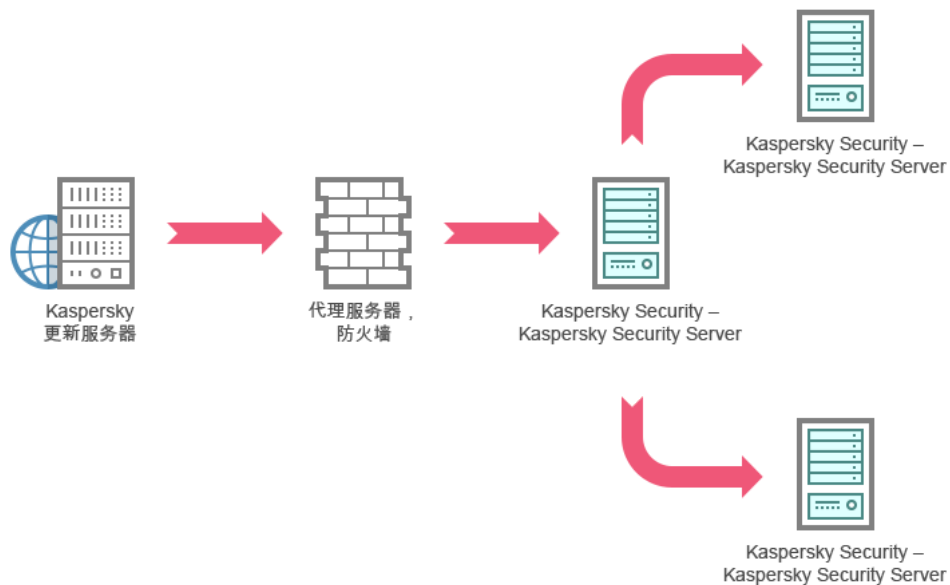 Kaspersky Security –
Kaspersky Security Server
Kaspersky
更新服务器
代理服务器，
防火墙
Kaspersky Security –
Kaspersky Security Server
Kaspersky Security –
Kaspersky Security Server